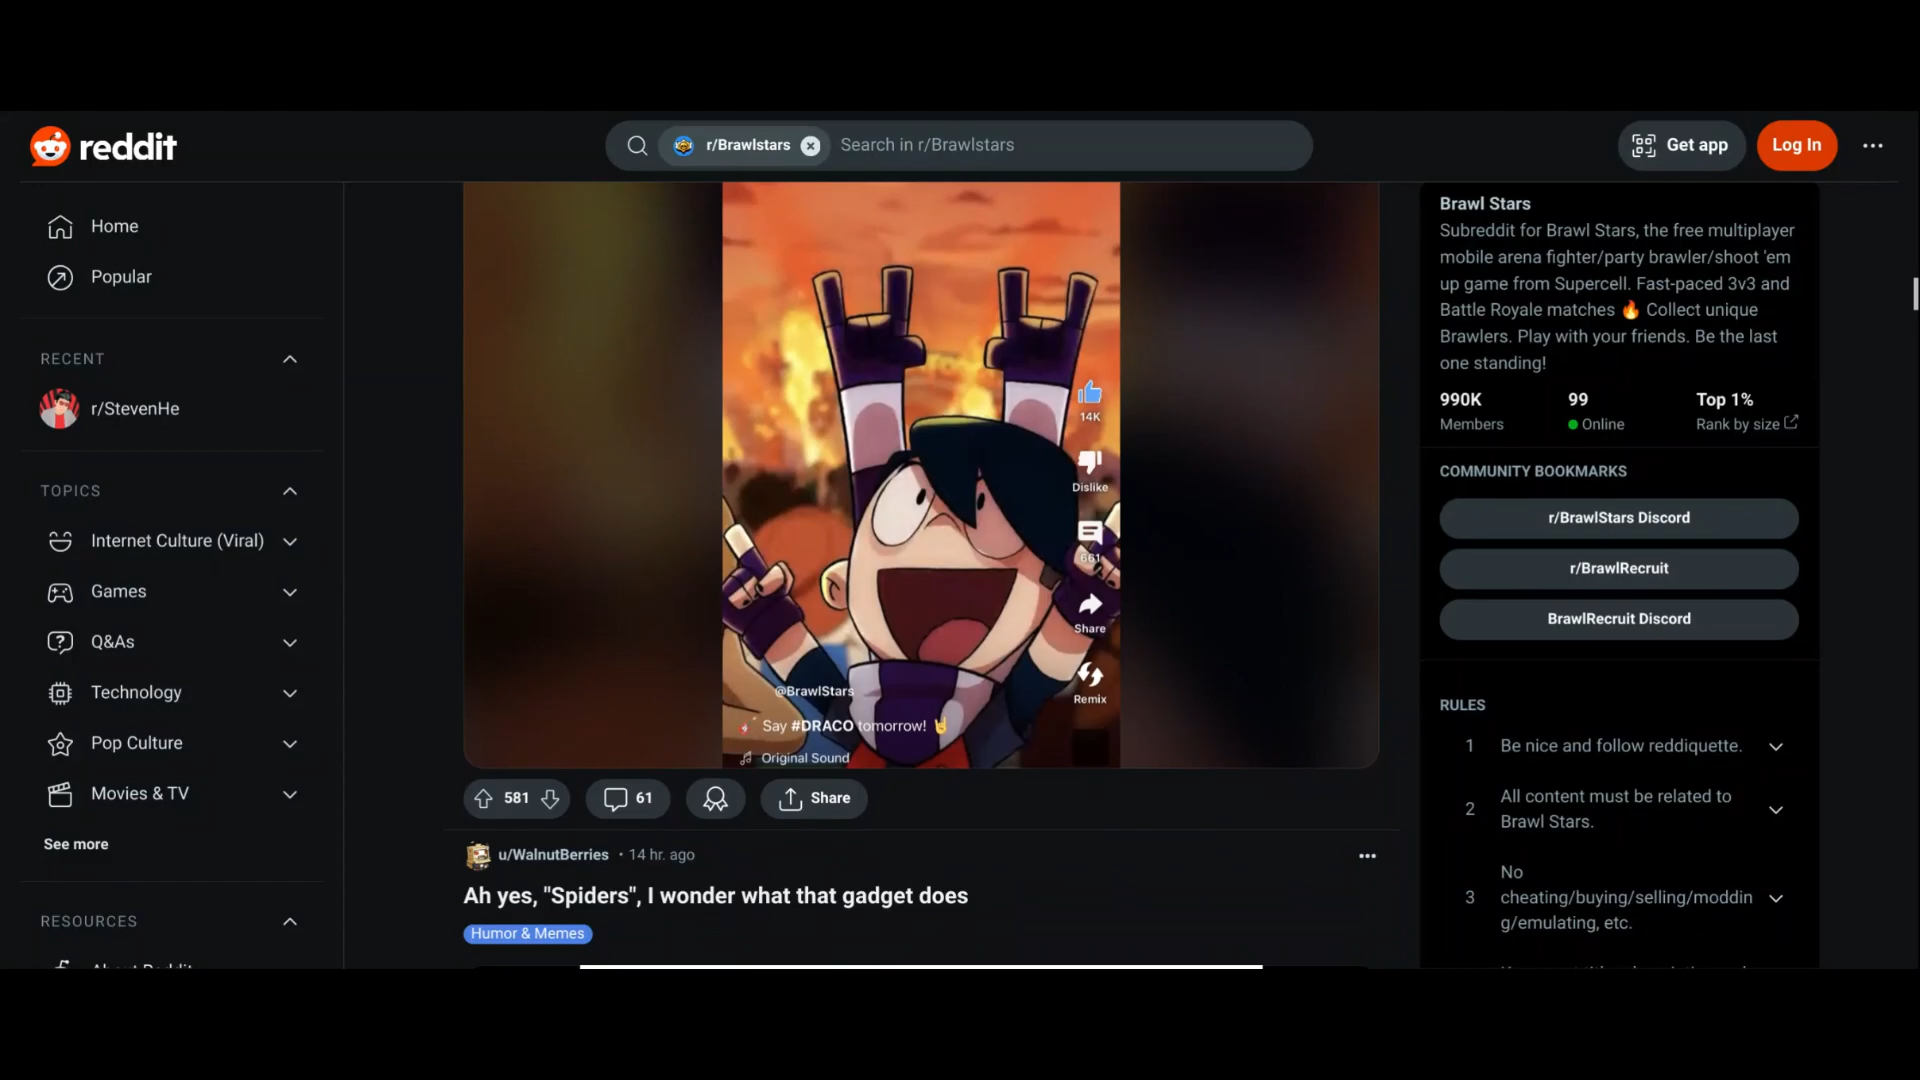 reddit
r/Brawlstars
Search in r/Brawlstars
Get app
Log In
Home
Popular
RECENT
r/StevenHe
TOPICS
Internet Culture (Viral)
Games
Q&As
Technology
Pop Culture
Movies & TV
See more
RESOURCES
About Reddit
14K
Dislike
661
Share
Remix
@BrawlStars
Say #DRACO tomorrow!
Original Sound
581
61
Share
u/WalnutBerries • 14 hr. ago
Ah yes, "Spiders", I wonder what that gadget does
Humor & Memes
Brawl Stars
Subreddit for Brawl Stars, the free multiplayer
mobile arena fighter/party brawler/shoot 'em
up game from Supercell. Fast-paced 3v3 and
Battle Royale matches 🔥 Collect unique
Brawlers. Play with your friends. Be the last
one standing!
990K
Members
99
Online
Top 1%
Rank by size
COMMUNITY BOOKMARKS
r/BrawlStars Discord
r/BrawlRecruit
BrawlRecruit Discord
RULES
1 Be nice and follow reddiquette.
2 All content must be related to
Brawl Stars.
3 No
cheating/buying/selling/moddin
g/emulating, etc.